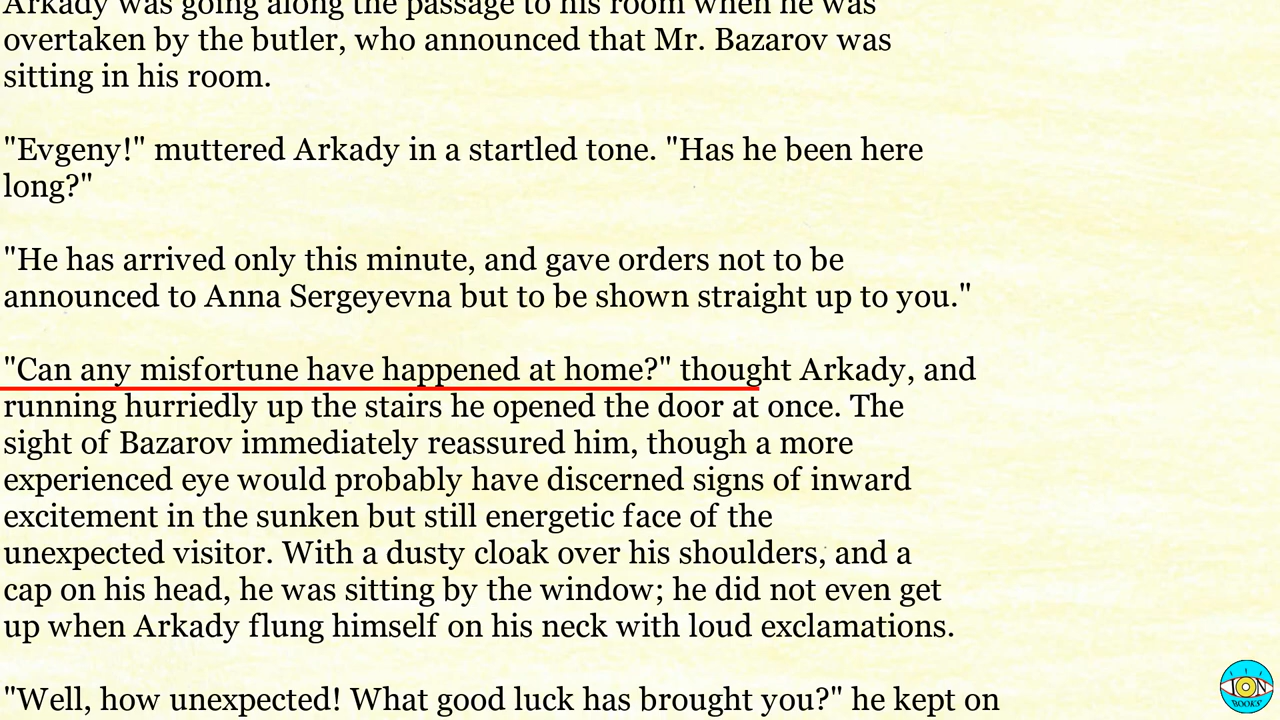 Arkady was going along the passage to his room when he was
overtaken by the butler, who announced that Mr. Bazarov was
sitting in his room.
"Evgeny!" muttered Arkady in a startled tone. "Has he been here
long?"
"He has arrived only this minute, and gave orders not to be
announced to Anna Sergeyevna but to be shown straight up to you."
"Can any misfortune have happened at home?" thought Arkady, and
running hurriedly up the stairs he opened the door at once. The
sight of Bazarov immediately reassured him, though a more
experienced eye would probably have discerned signs of inward
excitement in the sunken but still energetic face of the
unexpected visitor. With a dusty cloak over his shoulders, and a
cap on his head, he was sitting by the window; he did not even get
up when Arkady flung himself on his neck with loud exclamations.
"Well, how unexpected! What good luck has brought you?" he kept on
ION
BOOKS